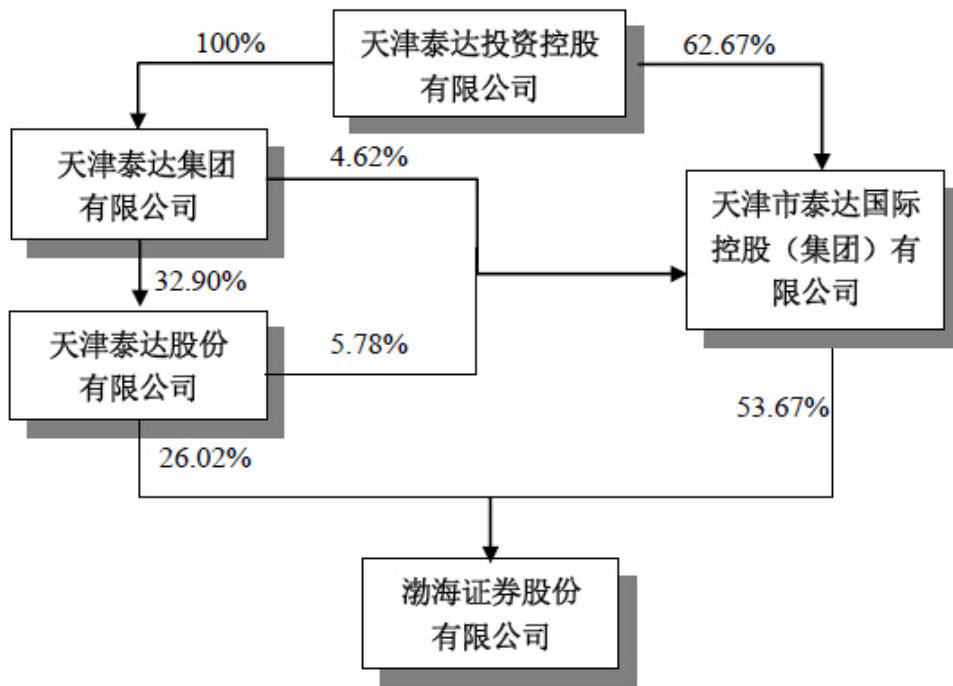 100%
天津泰达投资控股
有限公司
62.67%
天津泰达集团
有限公司
4.62%
天津市泰达国际
控股（集团）有
限公司
32.90%
天津泰达股份
有限公司
5.78%
53.67%
26.02%
渤海证券股份
有限公司